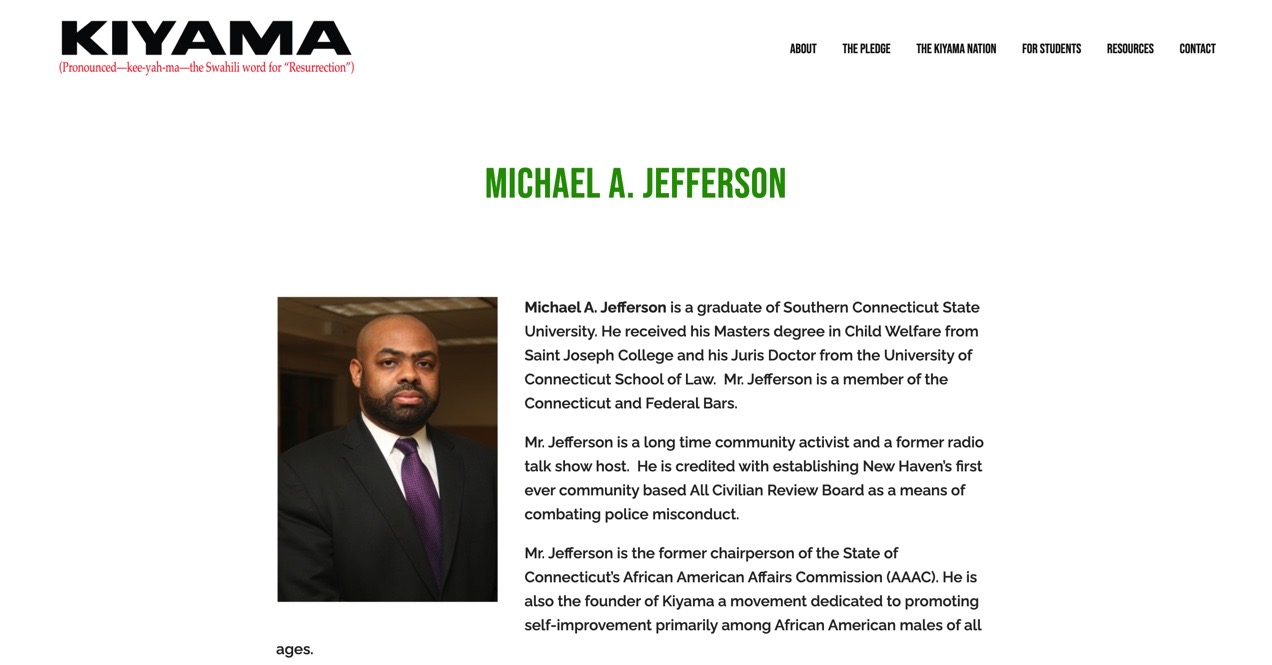 KIYAMA
(Pronounced—kee-yah-ma—the Swahili word for “Resurrection”)
ABOUT THE PLEDGE THE KIYAMA NATION FOR STUDENTS RESOURCES CONTACT
MICHAEL A. JEFFERSON
Michael A. Jefferson is a graduate of Southern Connecticut State
University. He received his Masters degree in Child Welfare from
Saint Joseph College and his Juris Doctor from the University of
Connecticut School of Law.  Mr. Jefferson is a member of the
Connecticut and Federal Bars.
Mr. Jefferson is a long time community activist and a former radio
talk show host.  He is credited with establishing New Haven’s first
ever community based All Civilian Review Board as a means of
combating police misconduct.
Mr. Jefferson is the former chairperson of the State of
Connecticut’s African American Affairs Commission (AAAC). He is
also the founder of Kiyama a movement dedicated to promoting
self-improvement primarily among African American males of all
ages.